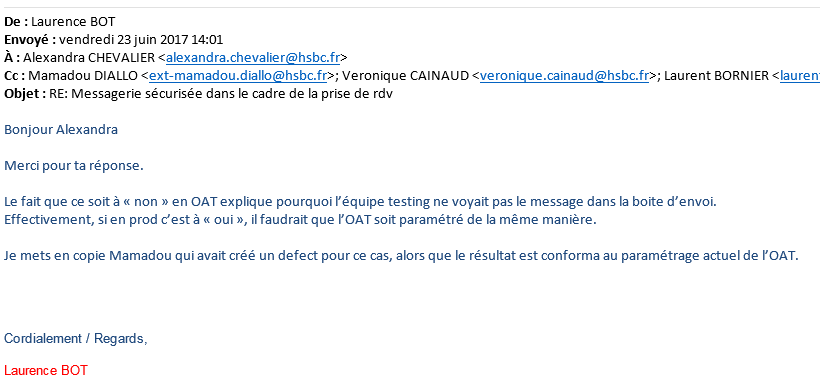 De : Laurence BOT
Envoyé : vendredi 23 juin 2017 14:01
À : Alexandra CHEVALIER <alexandra.chevalier@hsbc.fr>
Cc : Mamadou DIALLO <ext-mamadou.diallo@hsbc.fr>; Veronique CAINAUD <veronique.cainaud@hsbc.fr>; Laurent BORNIER <laurent
Objet : RE: Messagerie sécurisée dans le cadre de la prise de rdv
Bonjour Alexandra
Merci pour ta réponse.
Le fait que ce soit à « non » en OAT explique pourquoi l'équipe testing ne voyait pas le message dans la boite d'envoi.
Effectivement, si en prod c'est à « oui », il faudrait que l'OAT soit paramétré de la même manière.
Je mets en copie Mamadou qui avait créé un defect pour ce cas, alors que le résultat est conforma au paramétrage actuel de l'OAT.
Cordialement / Regards,
Laurence BOT